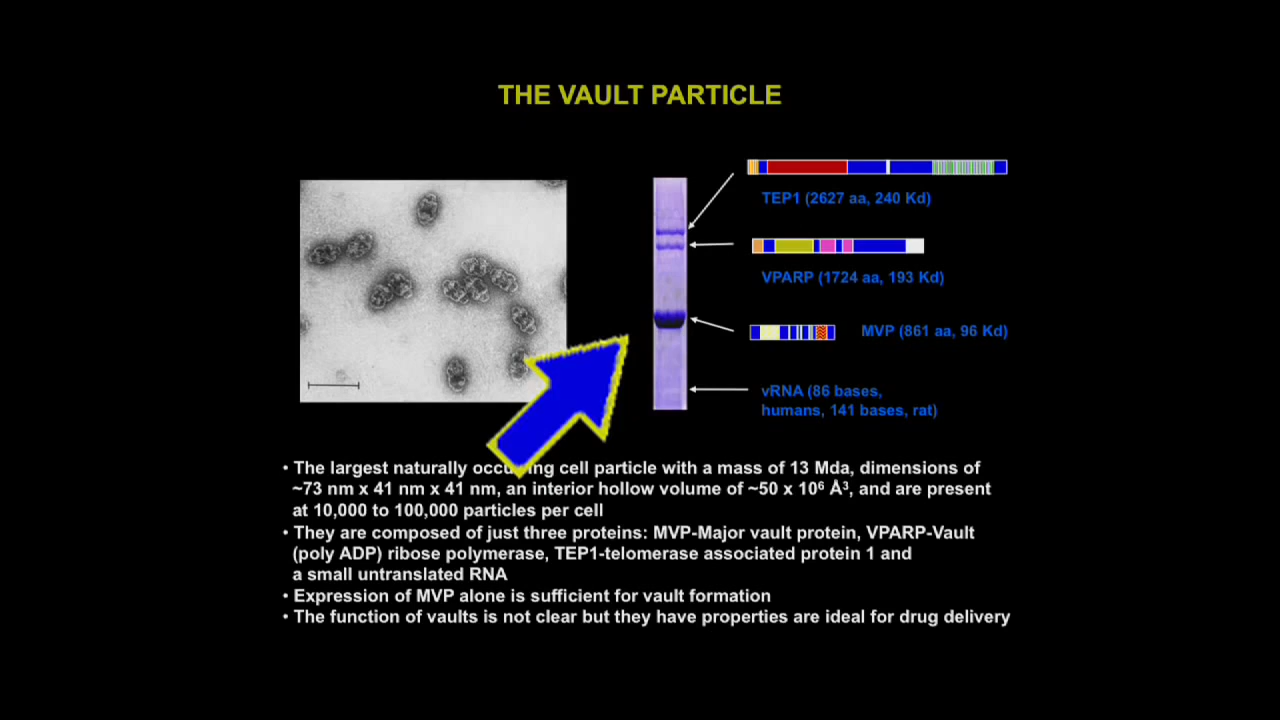 THE VAULT PARTICLE
TEP1 (2627 aa, 240 Kd)
VPARP (1724 aa, 193 Kd)
MVP (861 aa, 96 Kd)
vRNA (86 bases,
humans, 141 bases, rat)
• The largest naturally occ ing cell particle with a mass of 13 Mda, dimensions of
~73 nm x 41 nm x 41 nm, an interior hollow volume of ~50 x 10⁶ Å³, and are present
at 10,000 to 100,000 particles per cell
• They are composed of just three proteins: MVP-Major vault protein, VPARP-Vault
(poly ADP) ribose polymerase, TEP1-telomerase associated protein 1 and
a small untranslated RNA
• Expression of MVP alone is sufficient for vault formation
• The function of vaults is not clear but they have properties are ideal for drug delivery